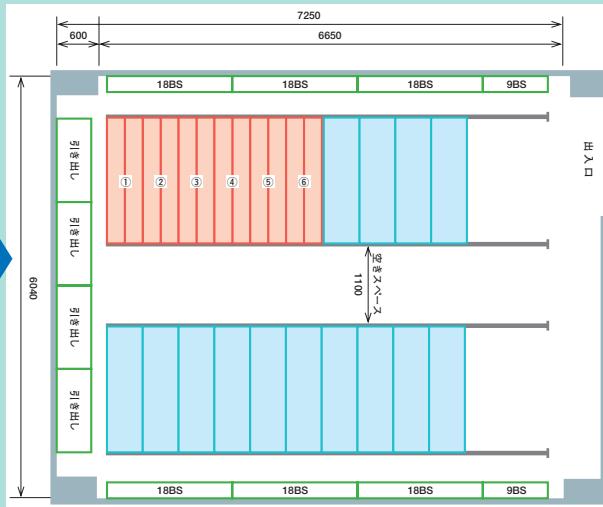 7250
600
6650
18BS
18BS
18BS
9BS
出入口
引き出し
引き出し
引き出し
引き出し
①
②
③
④
⑤
⑥
空きスペース
1100
6040
18BS
18BS
18BS
9BS